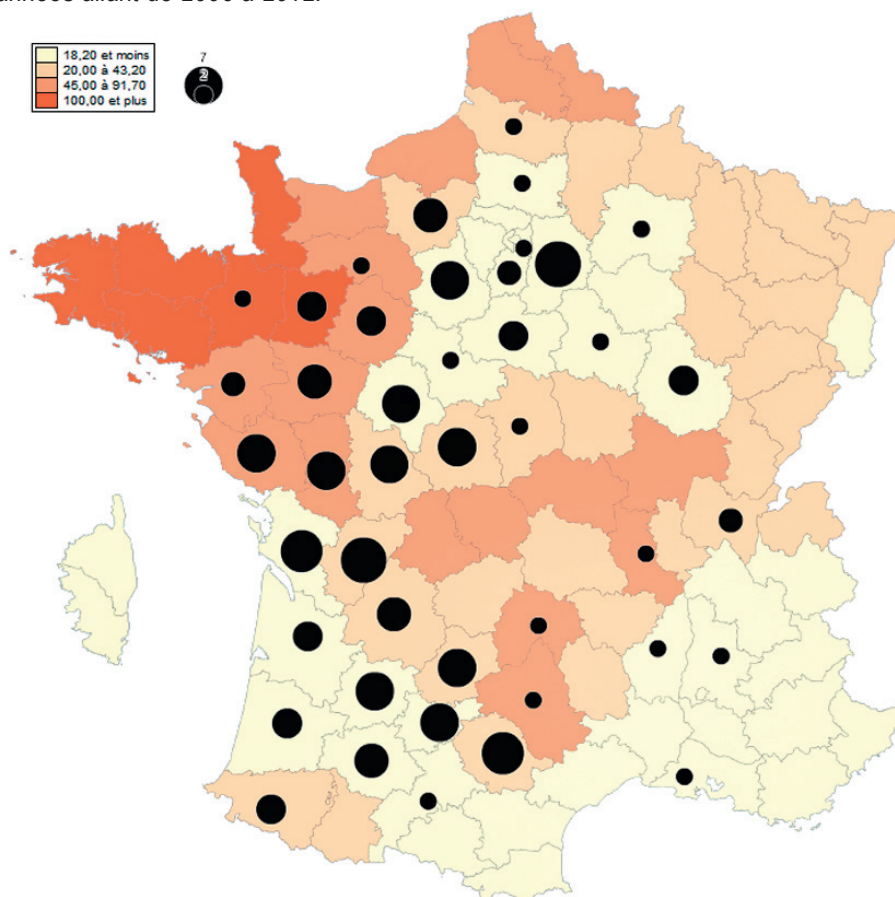 18,20 et moins
20,00 à 43,20
45,00 à 91,70
100,00 et plus
7
2